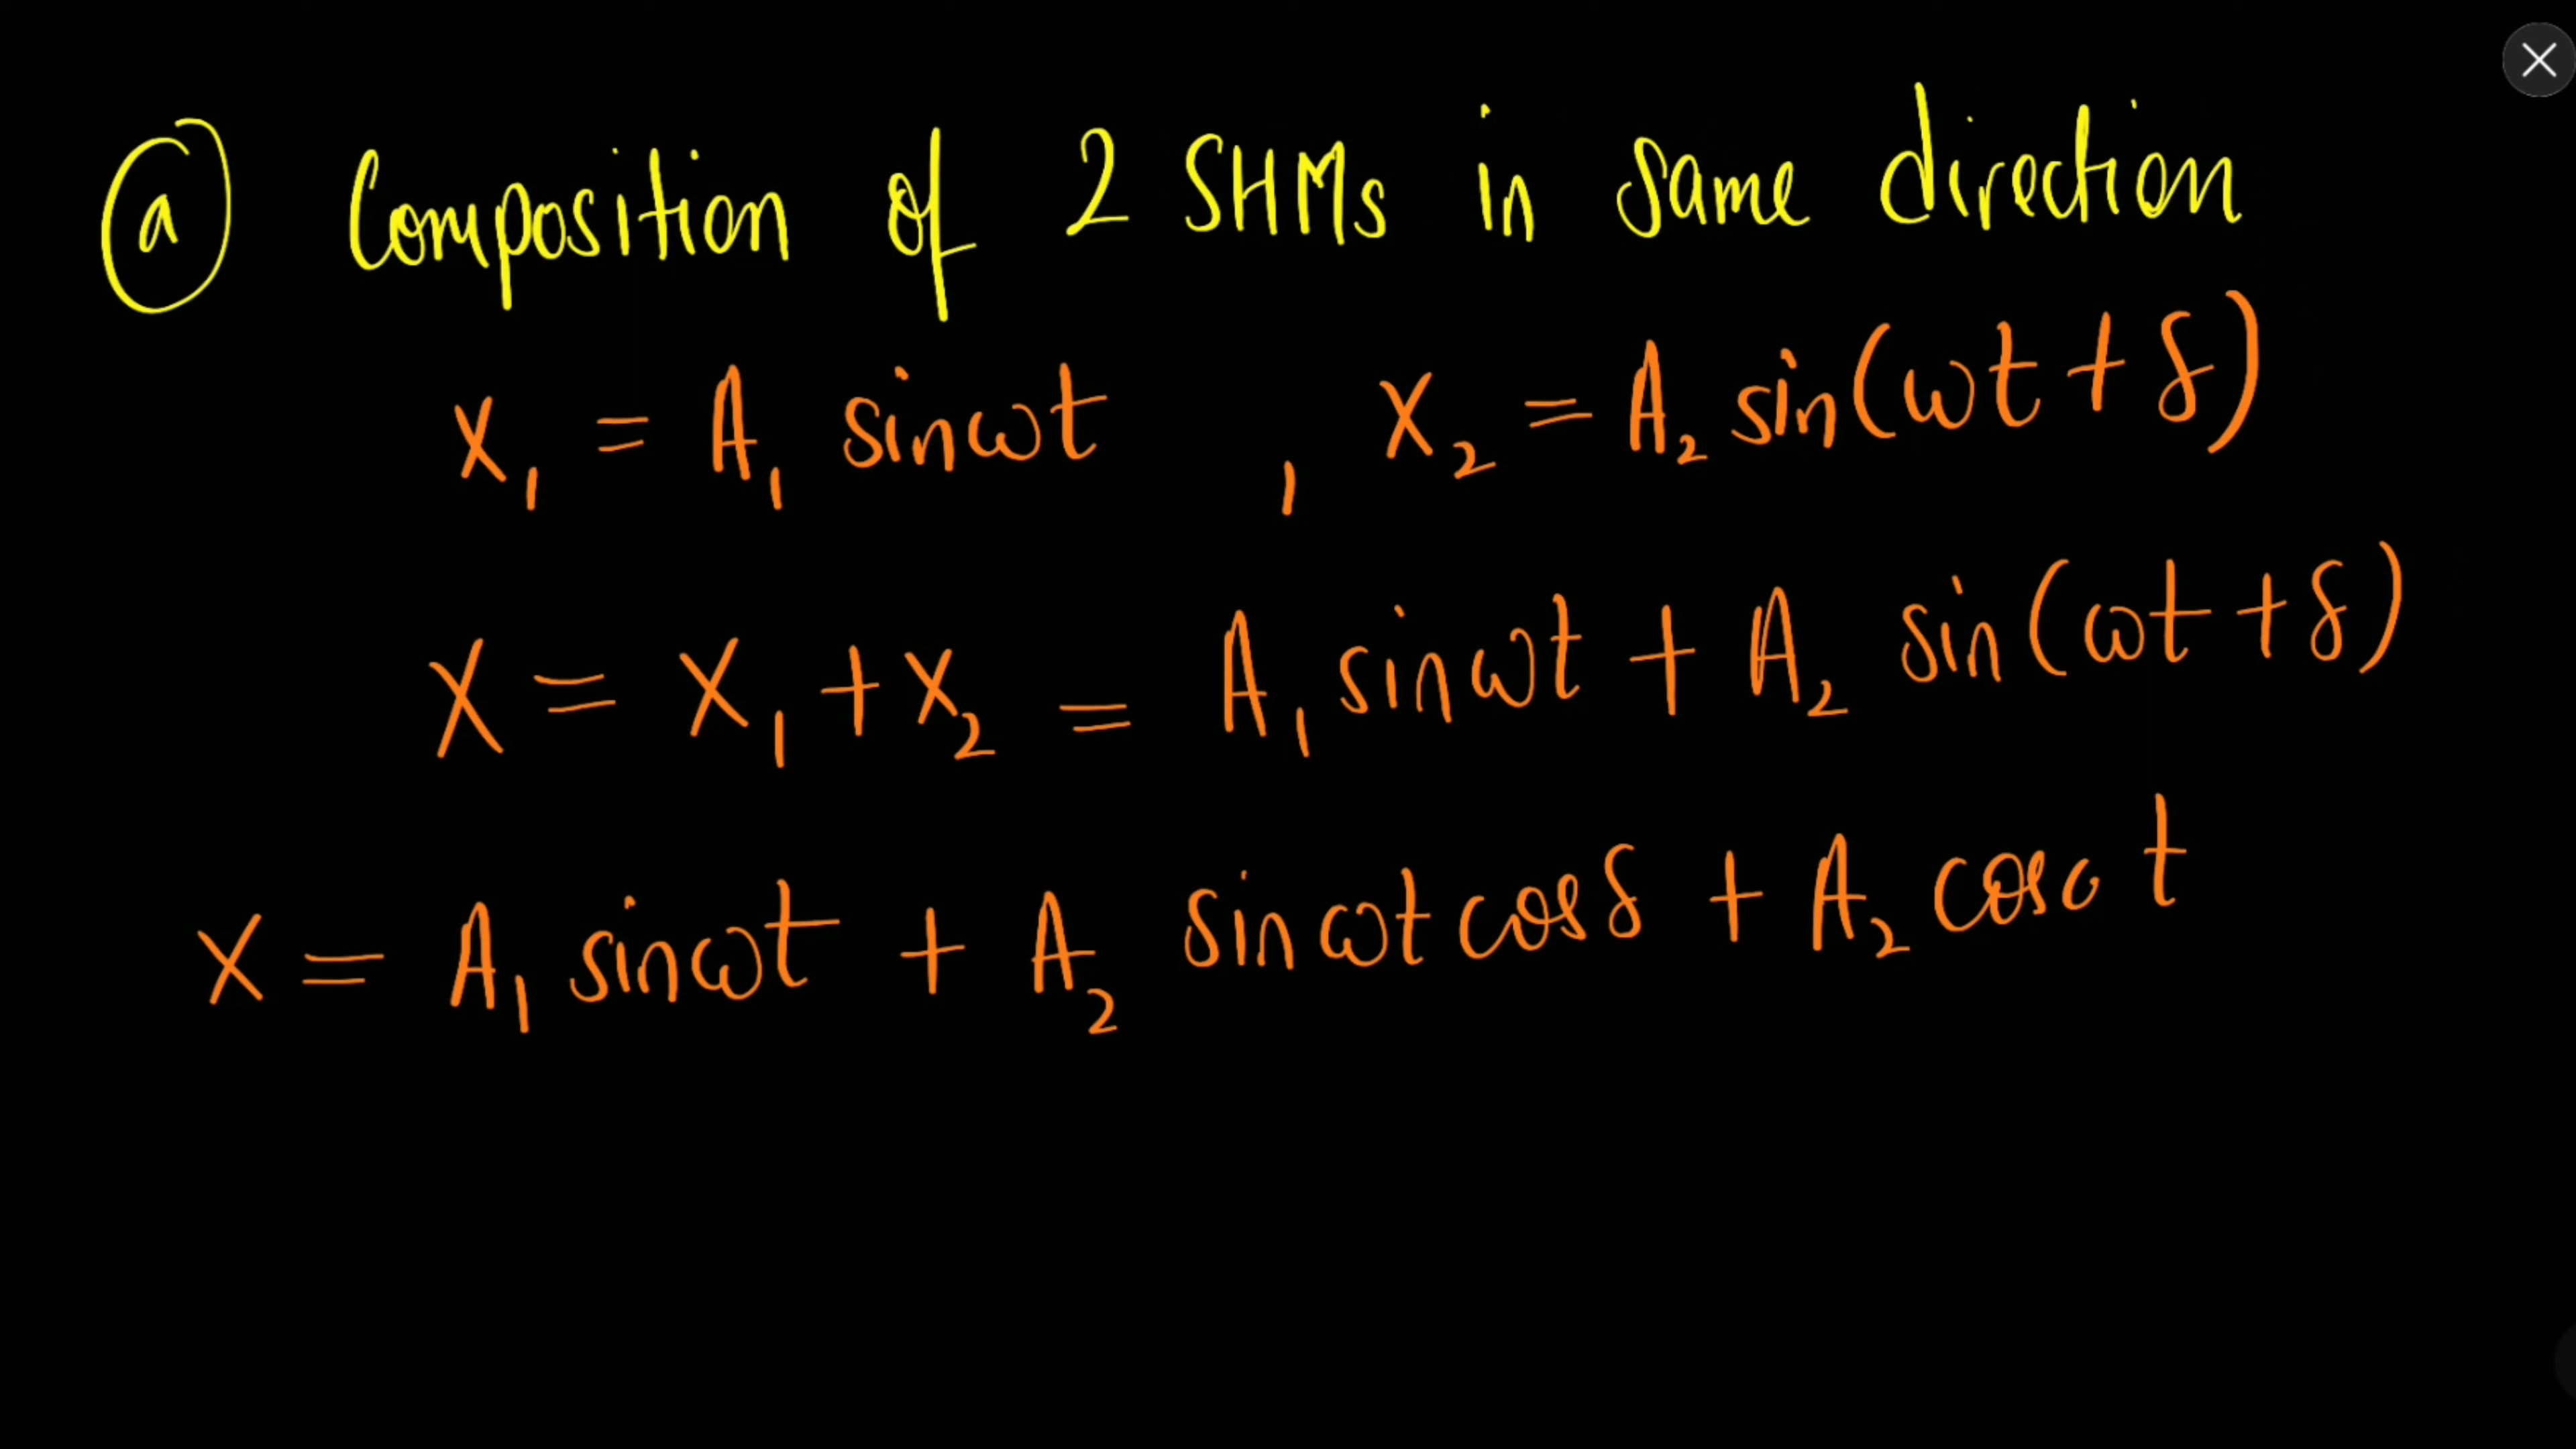 ⓐ Composition of 2 SHMs in same direction
x₁ = A₁ sinωt , x₂ = A₂ sin(ωt + δ)
x = x₁ + x₂ = A₁ sinωt + A₂ sin(ωt + δ)
x = A₁ sinωt + A₂ sinωt cosδ + A₂ cos t